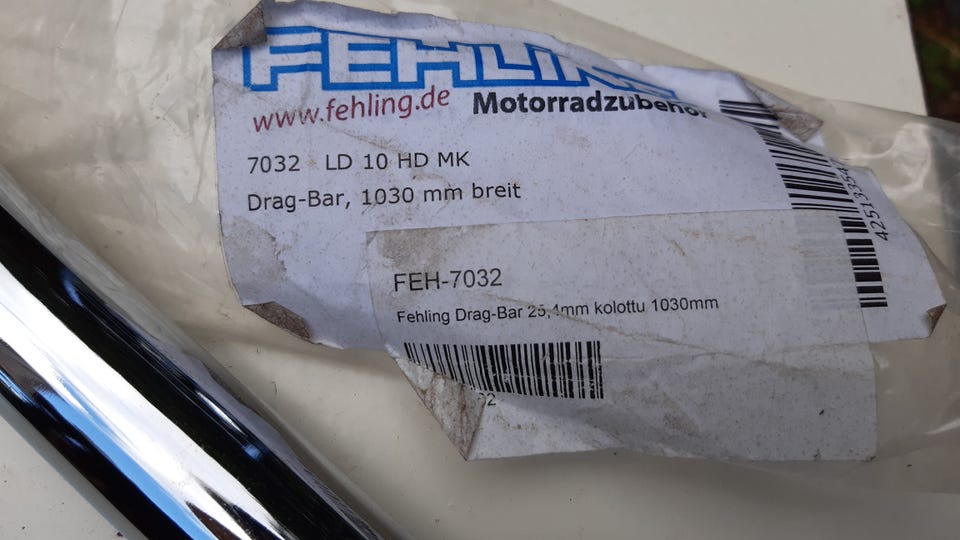 FEHLING
www.fehling.de Motorradzubehör
7032 LD 10 HD MK
Drag-Bar, 1030 mm breit
42513354
FEH-7032
Fehling Drag-Bar 25,4mm kolottu 1030mm